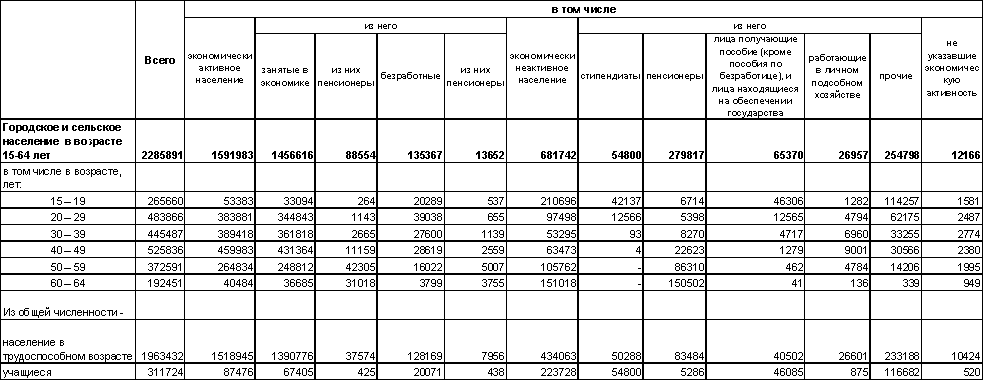 в том числе
из него
из него
Всего
экономически
активное
население
занятые в
экономике
из них
пенсионеры
безработные
из них
пенсионеры
экономически
неактивное
население
стипендиаты
пенсионеры
лица получающие
пособие (кроме
пособия по
безработице), и
лица находящиеся
на обеспечении
государства
работающие
в личном
подсобном
хозяйстве
прочие
не
указавшие
экономичес
кую
активность
Городское и сельское
население в возрасте
15-64 лет 2285891 1591983 1456616 88554 135367 13652 681742 54800 279817 65370 26957 254798 12166
в том числе в возрасте,
лет:
15 – 19 265660 53383 33094 264 20289 537 210696 42137 6714 46306 1282 114257 1581
20 – 29 483866 383881 344843 1143 39038 655 97498 12566 5398 12565 4794 62175 2487
30 – 39 445487 389418 361818 2665 27600 1139 53295 93 8270 4717 6960 33255 2774
40 – 49 525836 459983 431364 11159 28619 2559 63473 4 22623 1279 9001 30566 2380
50 – 59 372591 264834 248812 42305 16022 5007 105762 - 86310 462 4784 14206 1995
60 – 64 192451 40484 36685 31018 3799 3755 151018 - 150502 41 136 339 949
Из общей численности -
население в
трудоспособном возрасте 1963432 1518945 1390776 37574 128169 7956 434063 50288 83484 40502 26601 233188 10424
учащиеся 311724 87476 67405 425 20071 438 223728 54800 5286 46085 875 116682 520